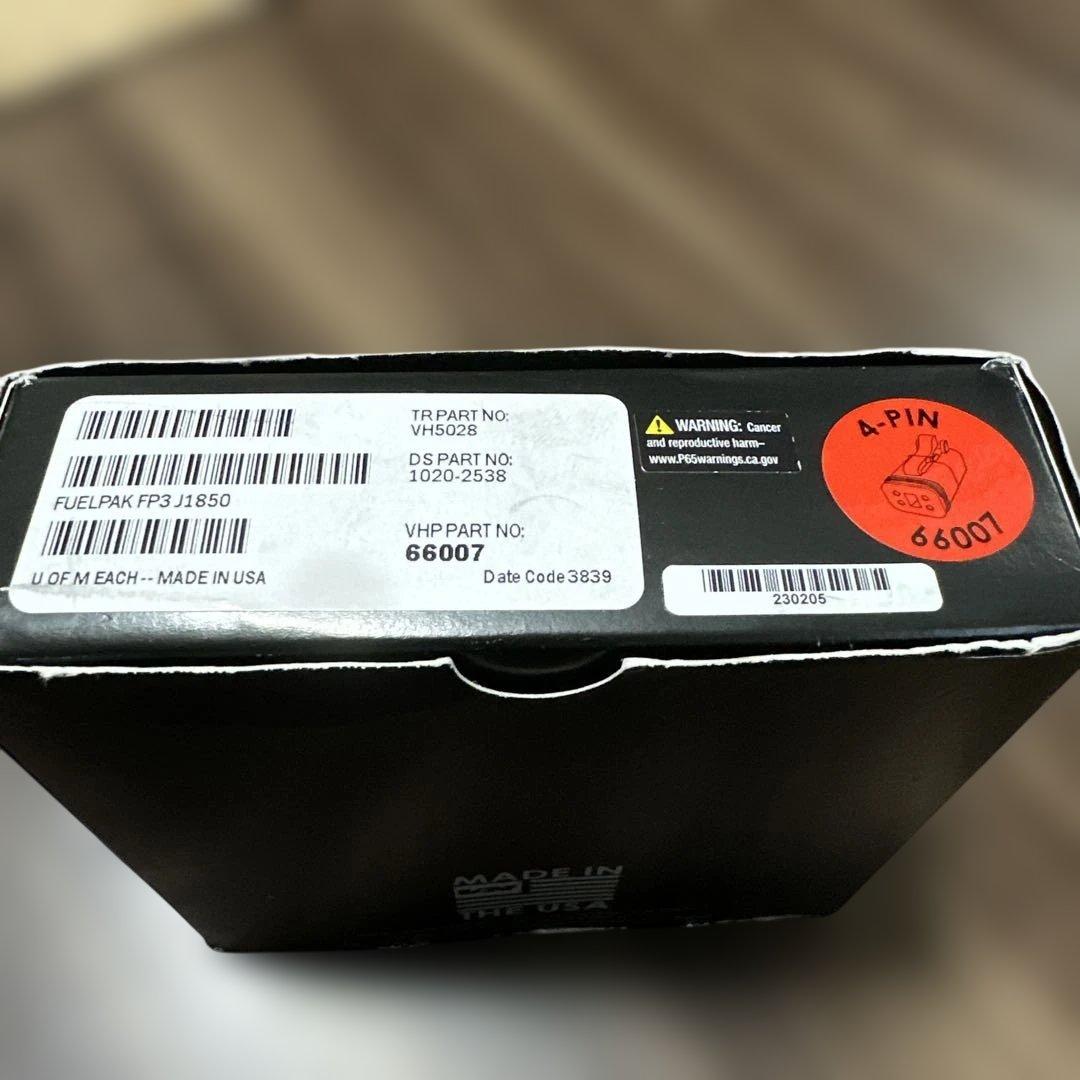 TR PART NO:
VH5028
DS PART NO:
1020-2538
FUELPAK FP3 J1850
VHP PART NO:
66007
U OF M EACH -- MADE IN USA
Date Code 3839
WARNING: Cancer
and reproductive harm–
www.P65warnings.ca.gov
4-PIN
66007
230205
MADE IN
THE USA